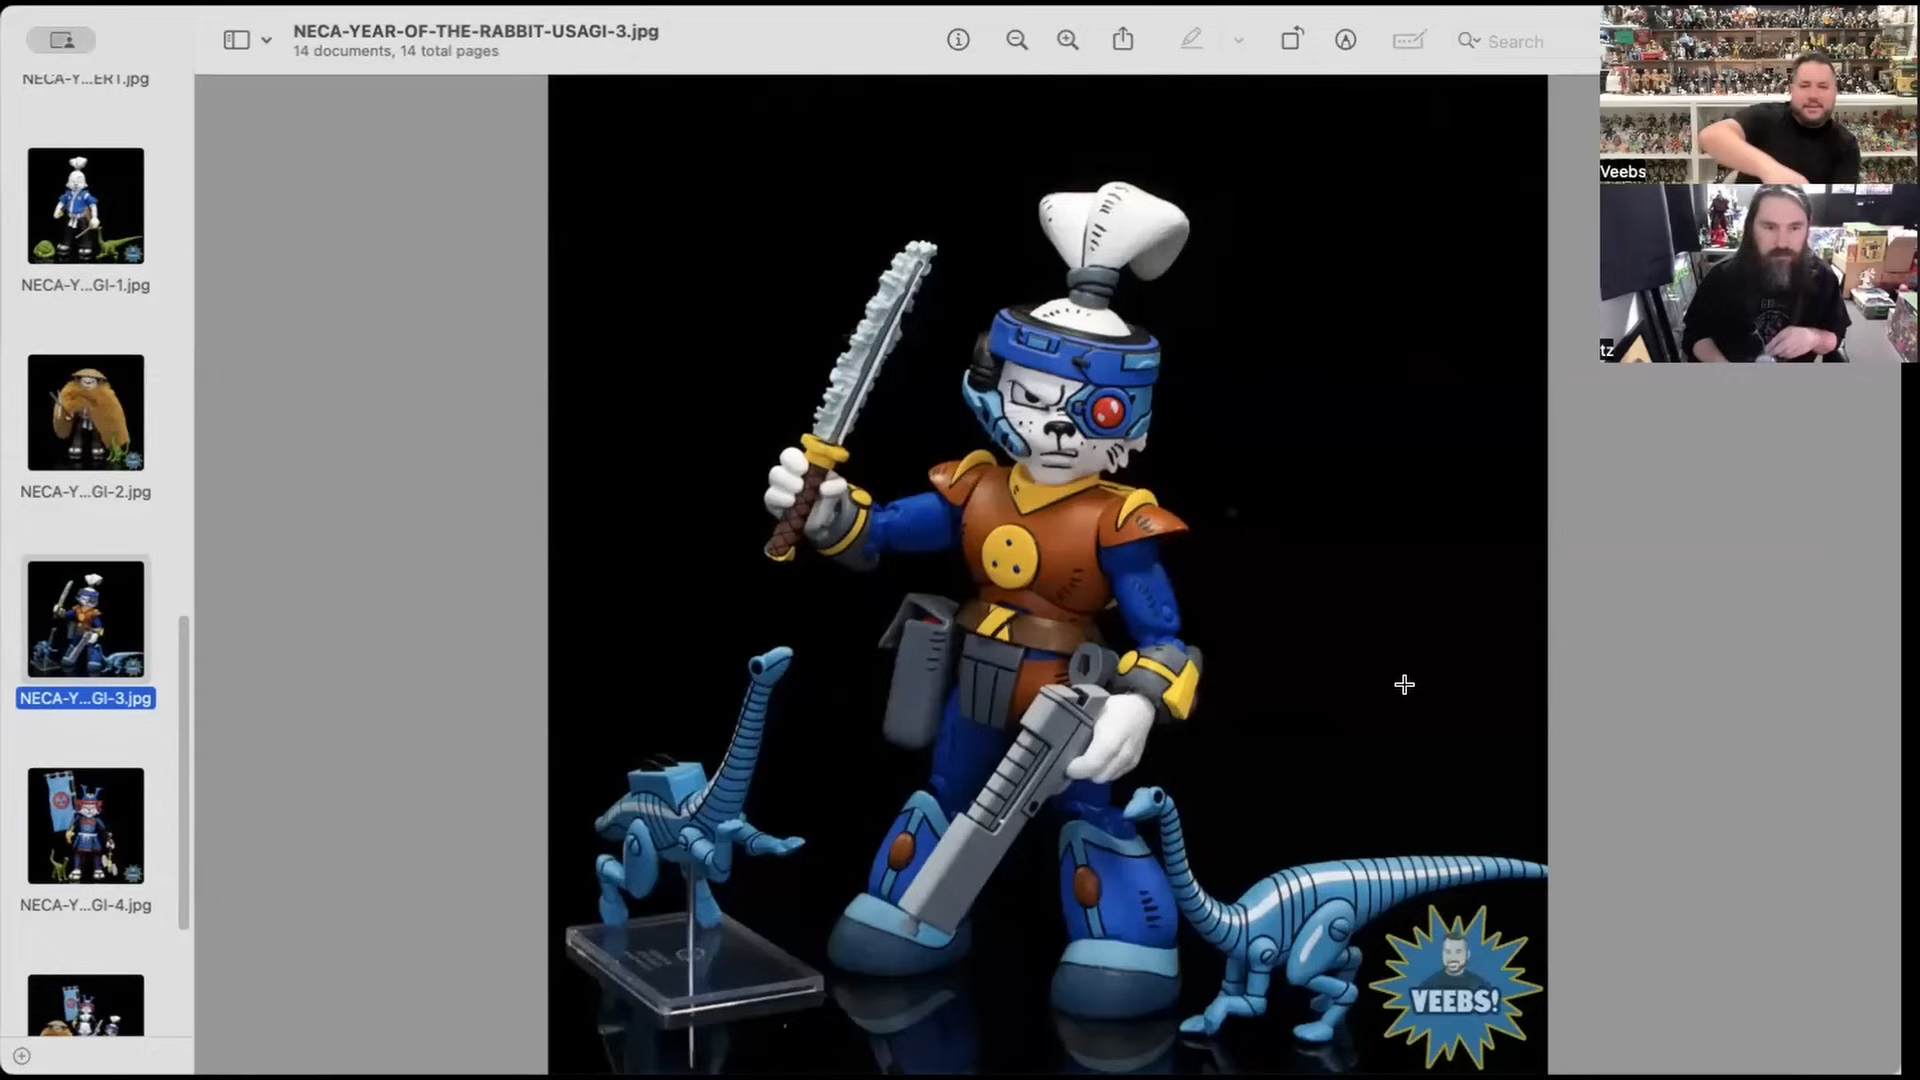 NECA-YEAR-OF-THE-RABBIT-USAGI-3.jpg
14 documents, 14 total pages
Search
NECA-Y...ER1.jpg
NECA-Y...GI-1.jpg
NECA-Y...GI-2.jpg
NECA-Y...GI-3.jpg
NECA-Y...GI-4.jpg
VEEBS!
Veebs
tz